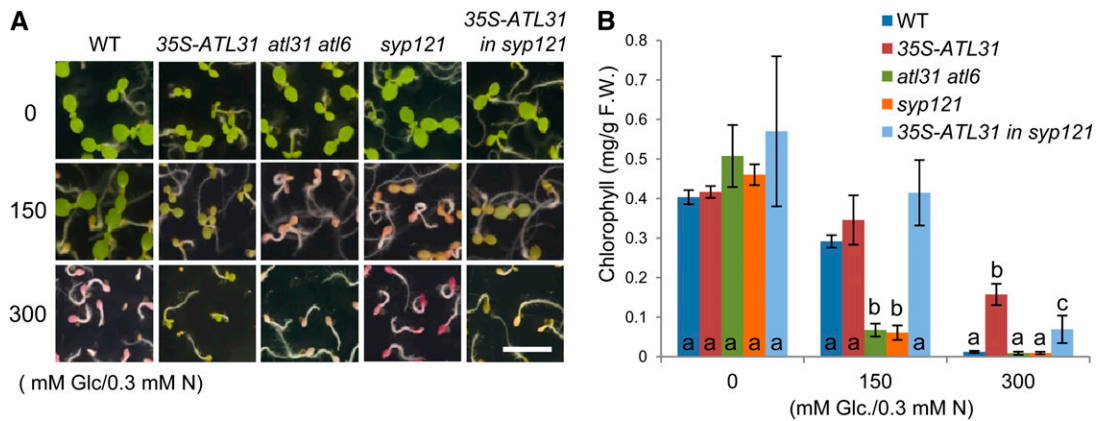 A
WT
35S-ATL31
atl31 atl6
syp121
35S-ATL31
in syp121
0
150
300
( mM Glc/0.3 mM N)
B
WT
35S-ATL31
atl31 atl6
syp121
35S-ATL31 in syp121
Chlorophyll (mg/g F.W.)
0.8
0.7
0.6
0.5
0.4
0.3
0.2
0.1
0
a a a a a
a a b b a
a b a a c
0 150 300
(mM Glc./0.3 mM N)